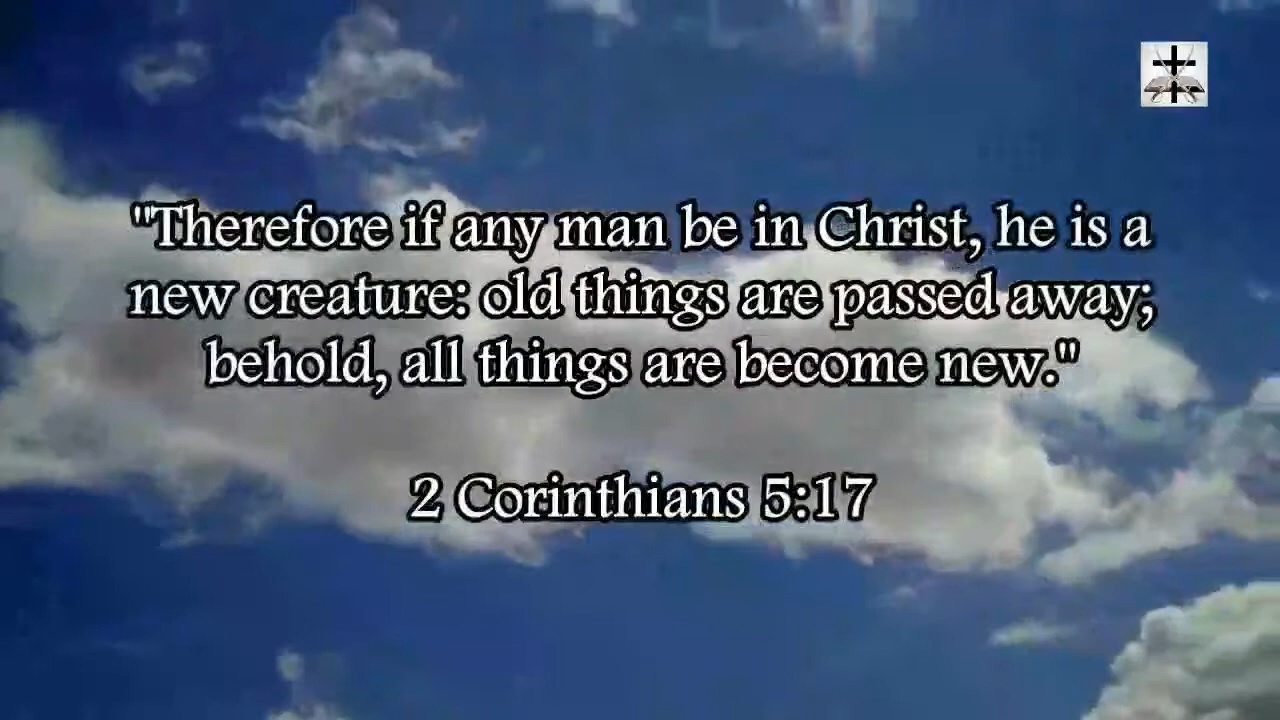 "Therefore if any man be in Christ, he is a
new creature: old things are passed away;
behold, all things are become new."
2 Corinthians 5:17